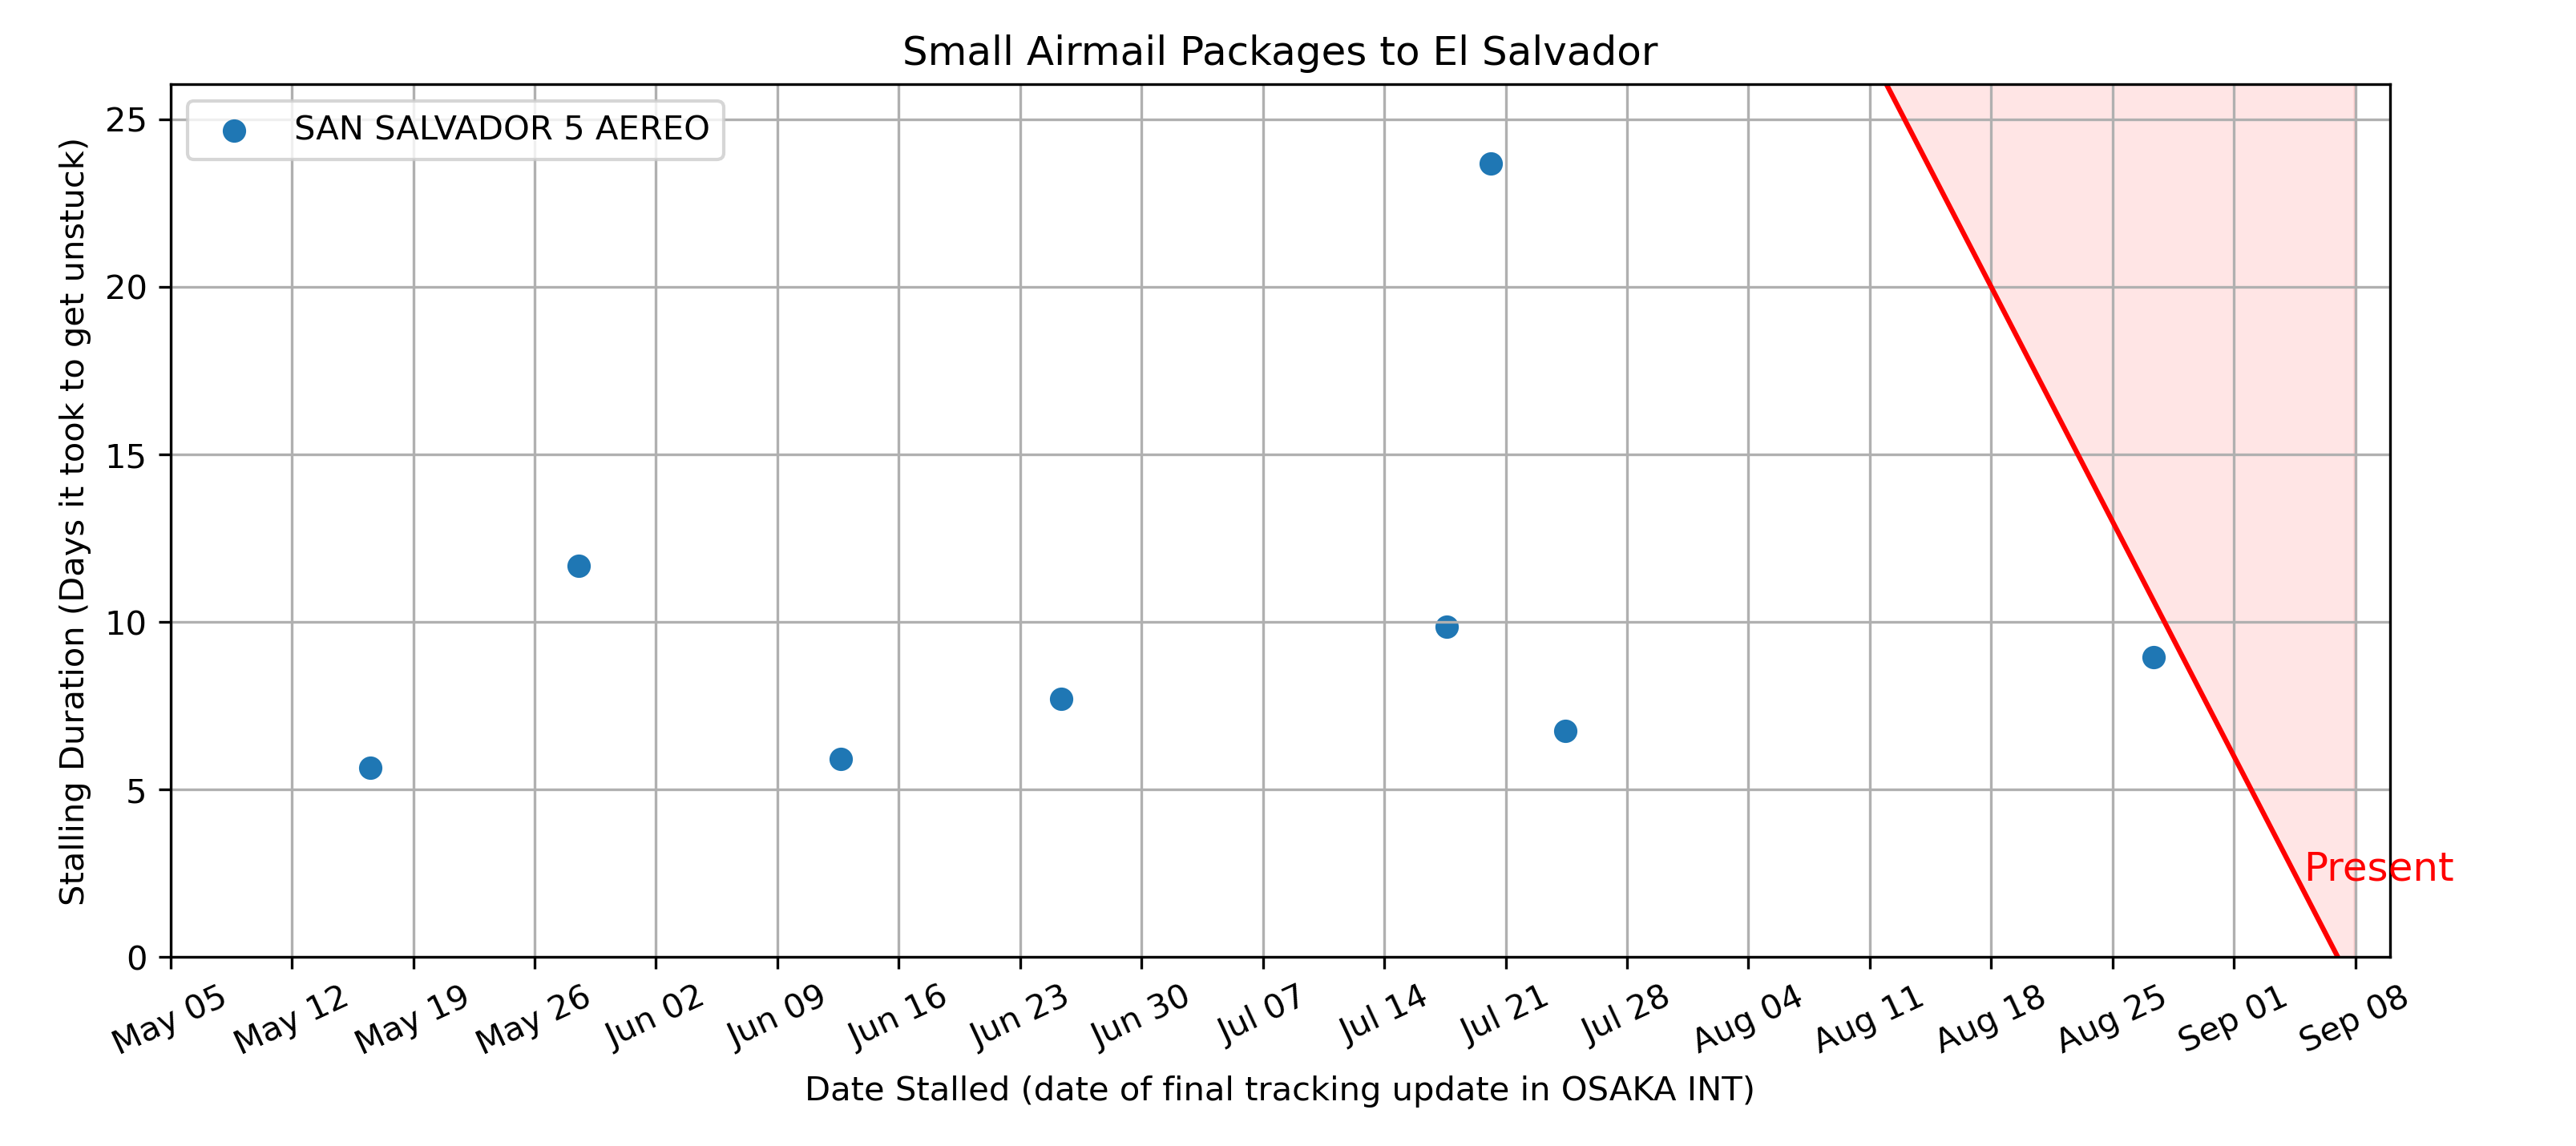 Small Airmail Packages to El Salvador
SAN SALVADOR 5 AEREO
Stalling Duration (Days it took to get unstuck)
25
20
15
10
5
0
Present
May 05
May 12
May 19
May 26
Jun 02
Jun 09
Jun 16
Jun 23
Jun 30
Jul 07
Jul 14
Jul 21
Jul 28
Aug 04
Aug 11
Aug 18
Aug 25
Sep 01
Sep 08
Date Stalled (date of final tracking update in OSAKA INT)